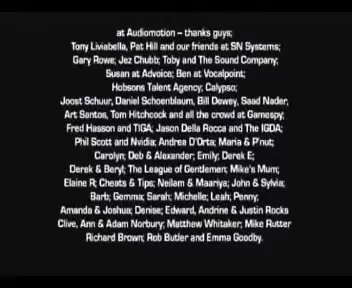 at Audiomotion – thanks guys;
Tony Liviabella, Pat Hill and our friends at SN Systems;
Gary Rowe; Jez Chubb; Toby and The Sound Company;
Susan at Advoice; Ben at Vocalpoint;
Hobsons Talent Agency; Calypso;
Joost Schuur, Daniel Schoenbaum, Bill Dewey, Saad Nader,
Art Santos, Tom Hitchcock and all the crowd at Gamespy;
Fred Hasson and TIGA; Jason Della Rocca and The IGDA;
Phil Scott and Nvidia; Andrea D'Orta; Maria & P'nut;
Carolyn; Deb & Alexander; Emily; Derek E;
Derek & Beryl; The League of Gentlemen; Mike's Mum;
Elaine R; Cheats & Tips; Neilam & Maariya; John & Sylvia;
Barb; Gemma; Sarah; Michelle; Leah; Penny;
Amanda & Joshua; Denise; Edward, Andrine & Justin Rocks
Clive, Ann & Adam Norbury; Matthew Whitaker; Mike Rutter
Richard Brown; Rob Butler and Emma Goodby.